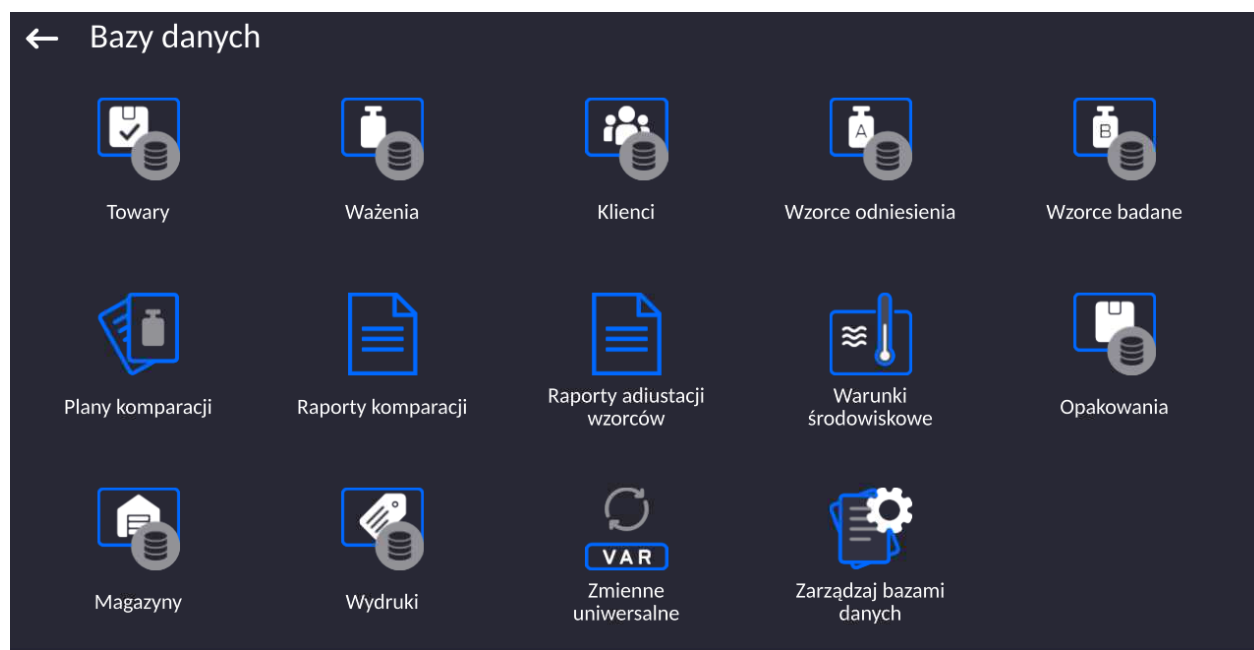 Bazy danych
A
B
Towary
Ważenia
Klienci
Wzorce odniesienia
Wzorce badane
Plany komparacji
Raporty komparacji
Raporty adiustacji
wzorców
Warunki
środowiskowe
Opakowania
VAR
Magazyny
Wydruki
Zmienne
uniwersalne
Zarządzaj bazami
danych